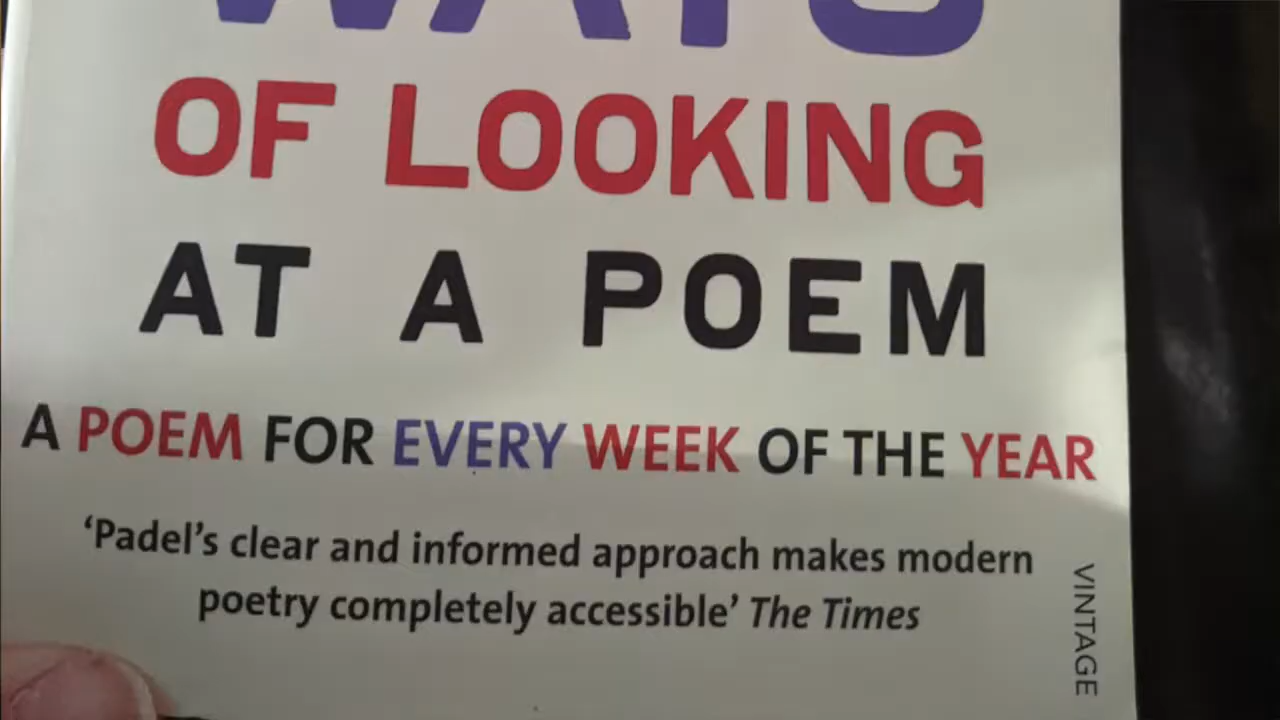 WAYS
OF LOOKING
AT A POEM
A POEM FOR EVERY WEEK OF THE YEAR
‘Padel’s clear and informed approach makes modern
poetry completely accessible’ The Times
VINTAGE